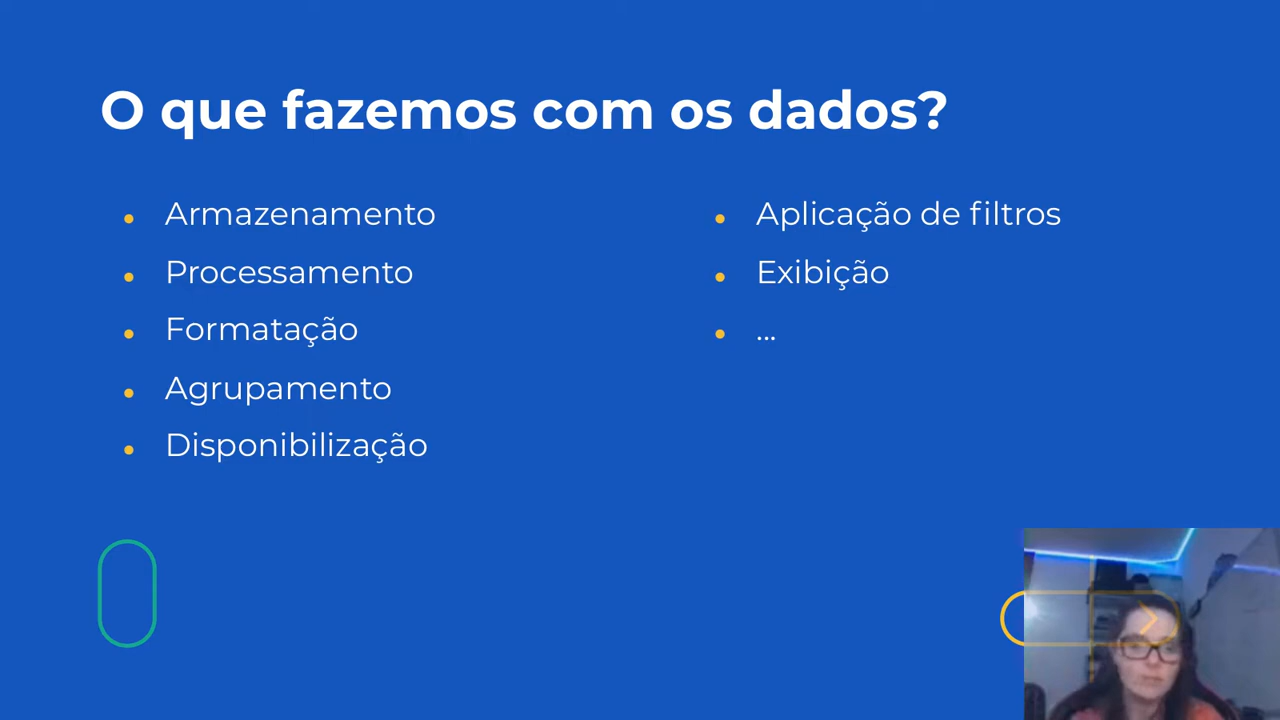 O que fazemos com os dados?
• Armazenamento
• Processamento
• Formatação
• Agrupamento
• Disponibilização
• Aplicação de filtros
• Exibição
• ...